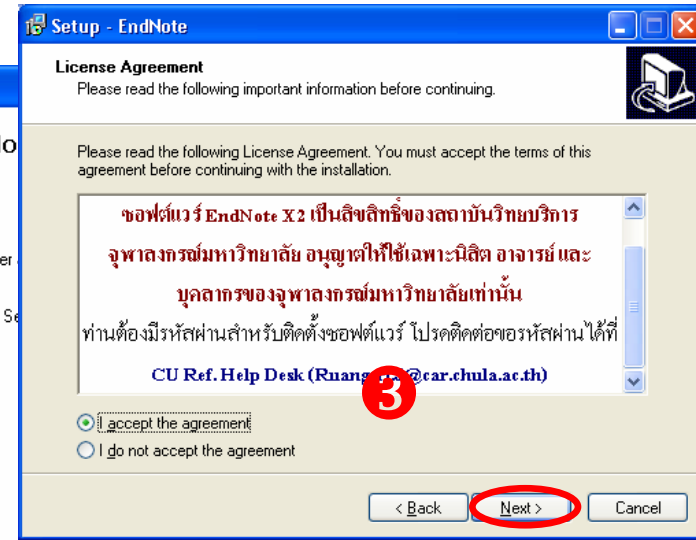 Setup - EndNote
License Agreement
Please read the following important information before continuing.
Please read the following License Agreement. You must accept the terms of this
agreement before continuing with the installation.
ซอฟต์แวร์ EndNote X2 เป็นลิขสิทธิ์ของสถาบันวิทยบริการ
จุฬาลงกรณ์มหาวิทยาลัย อนุญาตให้ใช้เฉพาะนิสิต อาจารย์ และ
บุคลากรของจุฬาลงกรณ์มหาวิทยาลัยเท่านั้น
ท่านต้องมีรหัสผ่านสำหรับติดตั้งซอฟต์แวร์ โปรดติดต่อขอรหัสผ่านได้ที่
CU Ref. Help Desk
3
I accept the agreement
I do not accept the agreement
< Back
Next >
Cancel